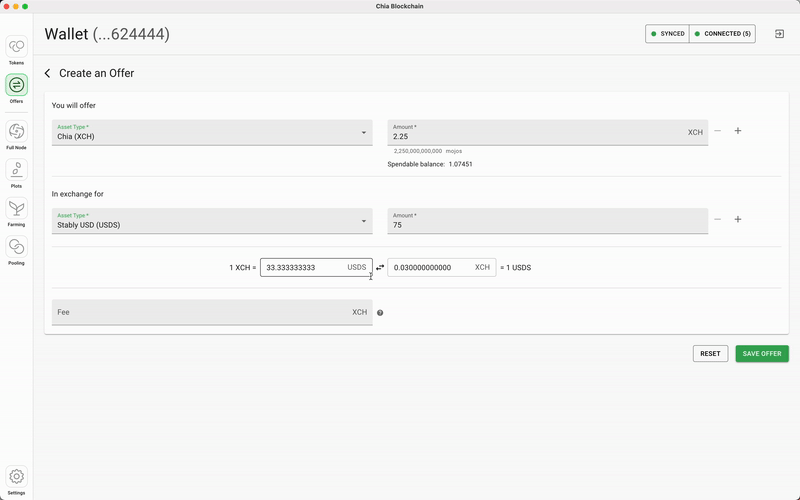 Chia Blockchain
Wallet (...624444)
SYNCED
CONNECTED (5)
Tokens
Offers
Full Node
Plots
Farming
Pooling
Settings
Create an Offer
You will offer
Asset Type *
Chia (XCH)
Amount *
2.25 XCH
2,250,000,000,000 mojos
Spendable balance: 1.07451
In exchange for
Asset Type *
Stably USD (USDS)
Amount *
75
1 XCH = 33.333333333 USDS 0.030000000000 XCH = 1 USDS
Fee XCH
RESET
SAVE OFFER